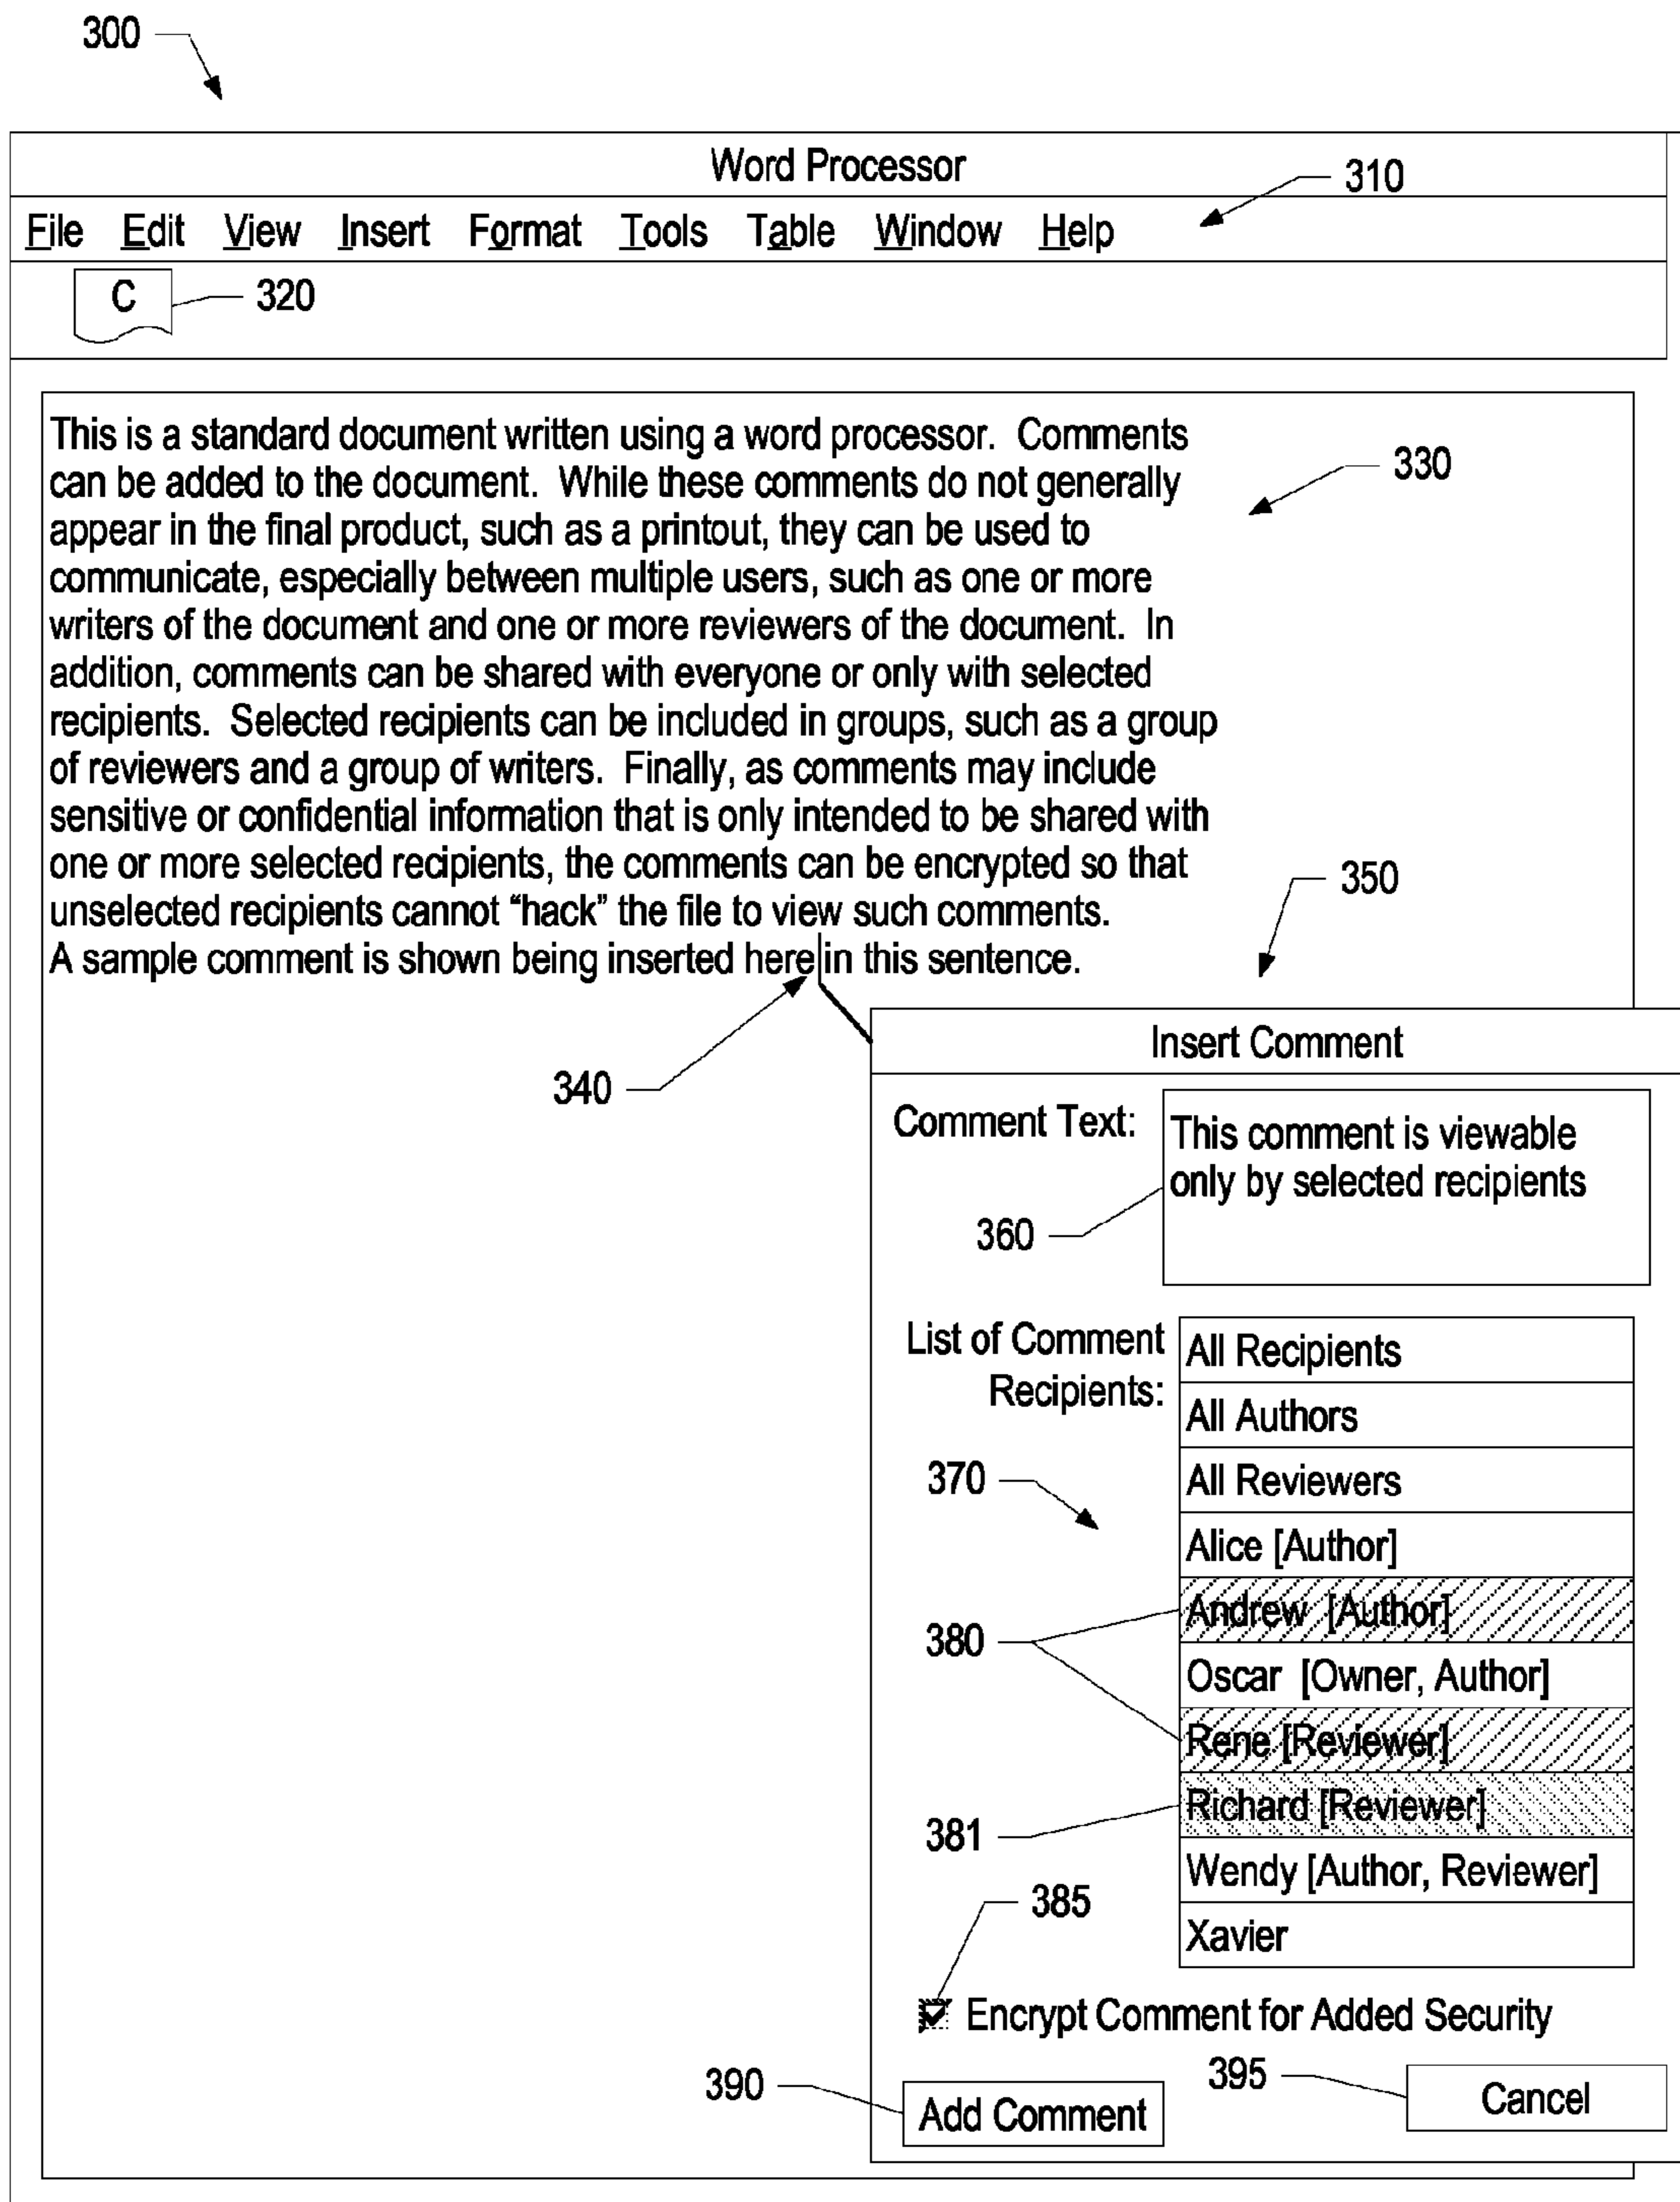 300
Word Processor
310
File Edit View Insert Format Tools Table Window Help
C
320
This is a standard document written using a word processor. Comments
can be added to the document. While these comments do not generally
appear in the final product, such as a printout, they can be used to
communicate, especially between multiple users, such as one or more
writers of the document and one or more reviewers of the document. In
addition, comments can be shared with everyone or only with selected
recipients. Selected recipients can be included in groups, such as a group
of reviewers and a group of writers. Finally, as comments may include
sensitive or confidential information that is only intended to be shared with
one or more selected recipients, the comments can be encrypted so that
unselected recipients cannot “hack” the file to view such comments.
A sample comment is shown being inserted here in this sentence.
330
350
340
Insert Comment
Comment Text:
This comment is viewable
only by selected recipients
360
List of Comment
Recipients:
370
All Recipients
All Authors
All Reviewers
Alice [Author]
Andrew [Author]
Oscar [Owner, Author]
Rene [Reviewer]
Richard [Reviewer]
Wendy [Author, Reviewer]
Xavier
380
381
385
Encrypt Comment for Added Security
390
Add Comment
395
Cancel